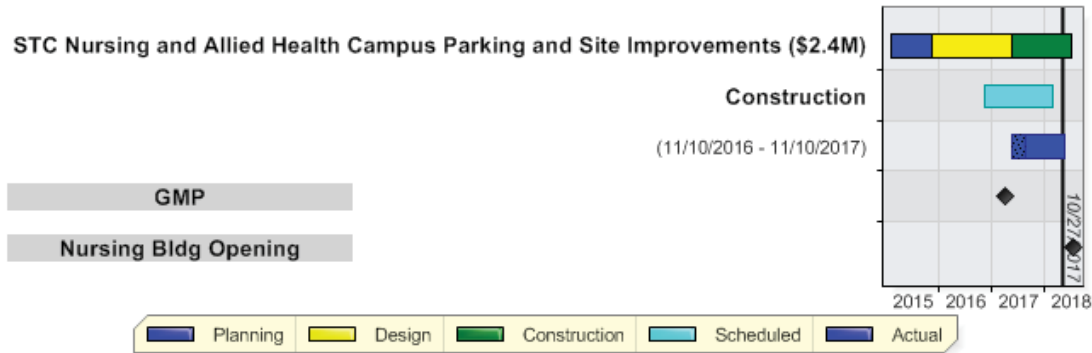 STC Nursing and Allied Health Campus Parking and Site Improvements ($2.4M)
Construction
(11/10/2016 - 11/10/2017)
GMP
Nursing Bldg Opening
10/27/2017
2015 2016 2017 2018
Planning Design Construction Scheduled Actual